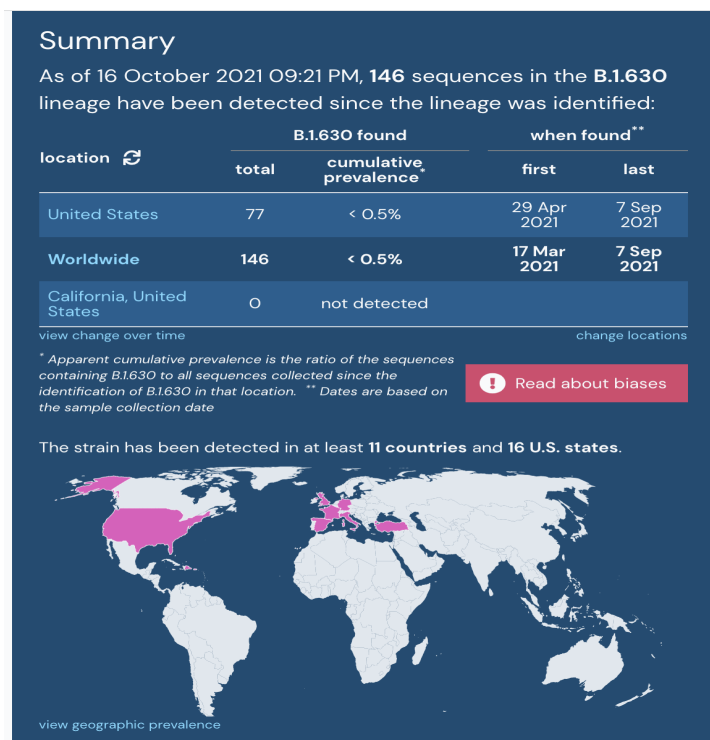 Summary
As of 16 October 2021 09:21 PM, 146 sequences in the B.1.630
lineage have been detected since the lineage was identified:
B.1.630 found
when found**
location
total
cumulative
prevalence*
first
last
United States
77
< 0.5%
29 Apr
2021
7 Sep
2021
Worldwide
146
< 0.5%
17 Mar
2021
7 Sep
2021
California, United
States
0
not detected
view change over time
change locations
* Apparent cumulative prevalence is the ratio of the sequences
containing B.1.630 to all sequences collected since the
identification of B.1.630 in that location. ** Dates are based on
the sample collection date
! Read about biases
The strain has been detected in at least 11 countries and 16 U.S. states.
view geographic prevalence